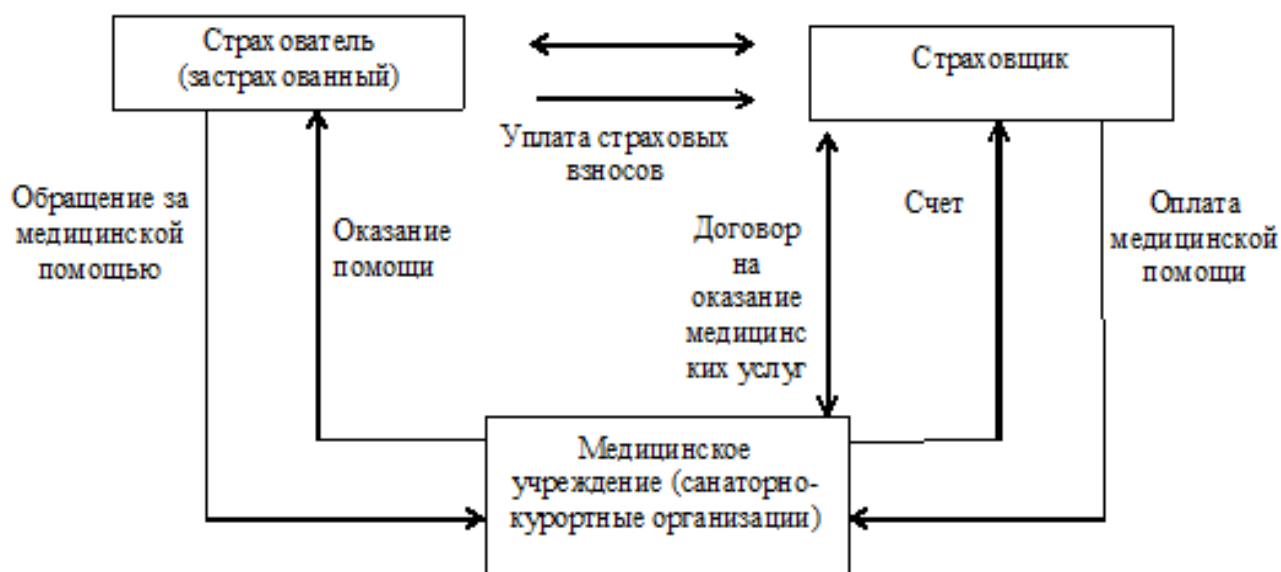 Страхователь
(застрахованный)
Страховщик
Уплата страховых
взносов
Обращение за
медицинской
помощью
Оказание
помощи
Договор
на
оказание
медицинс
ких услуг
Счет
Оплата
медицинской
помощи
Медицинское
учреждение (санаторно-
курортные организации)